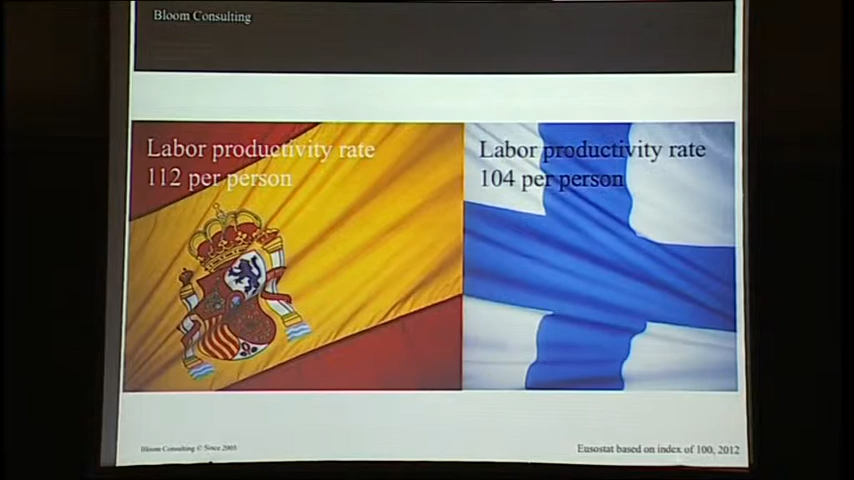 Bloom Consulting
Labor productivity rate
112 per person
Labor productivity rate
104 per person
Bloom Consulting © Since 2003
Eusostat based on index of 100, 2012